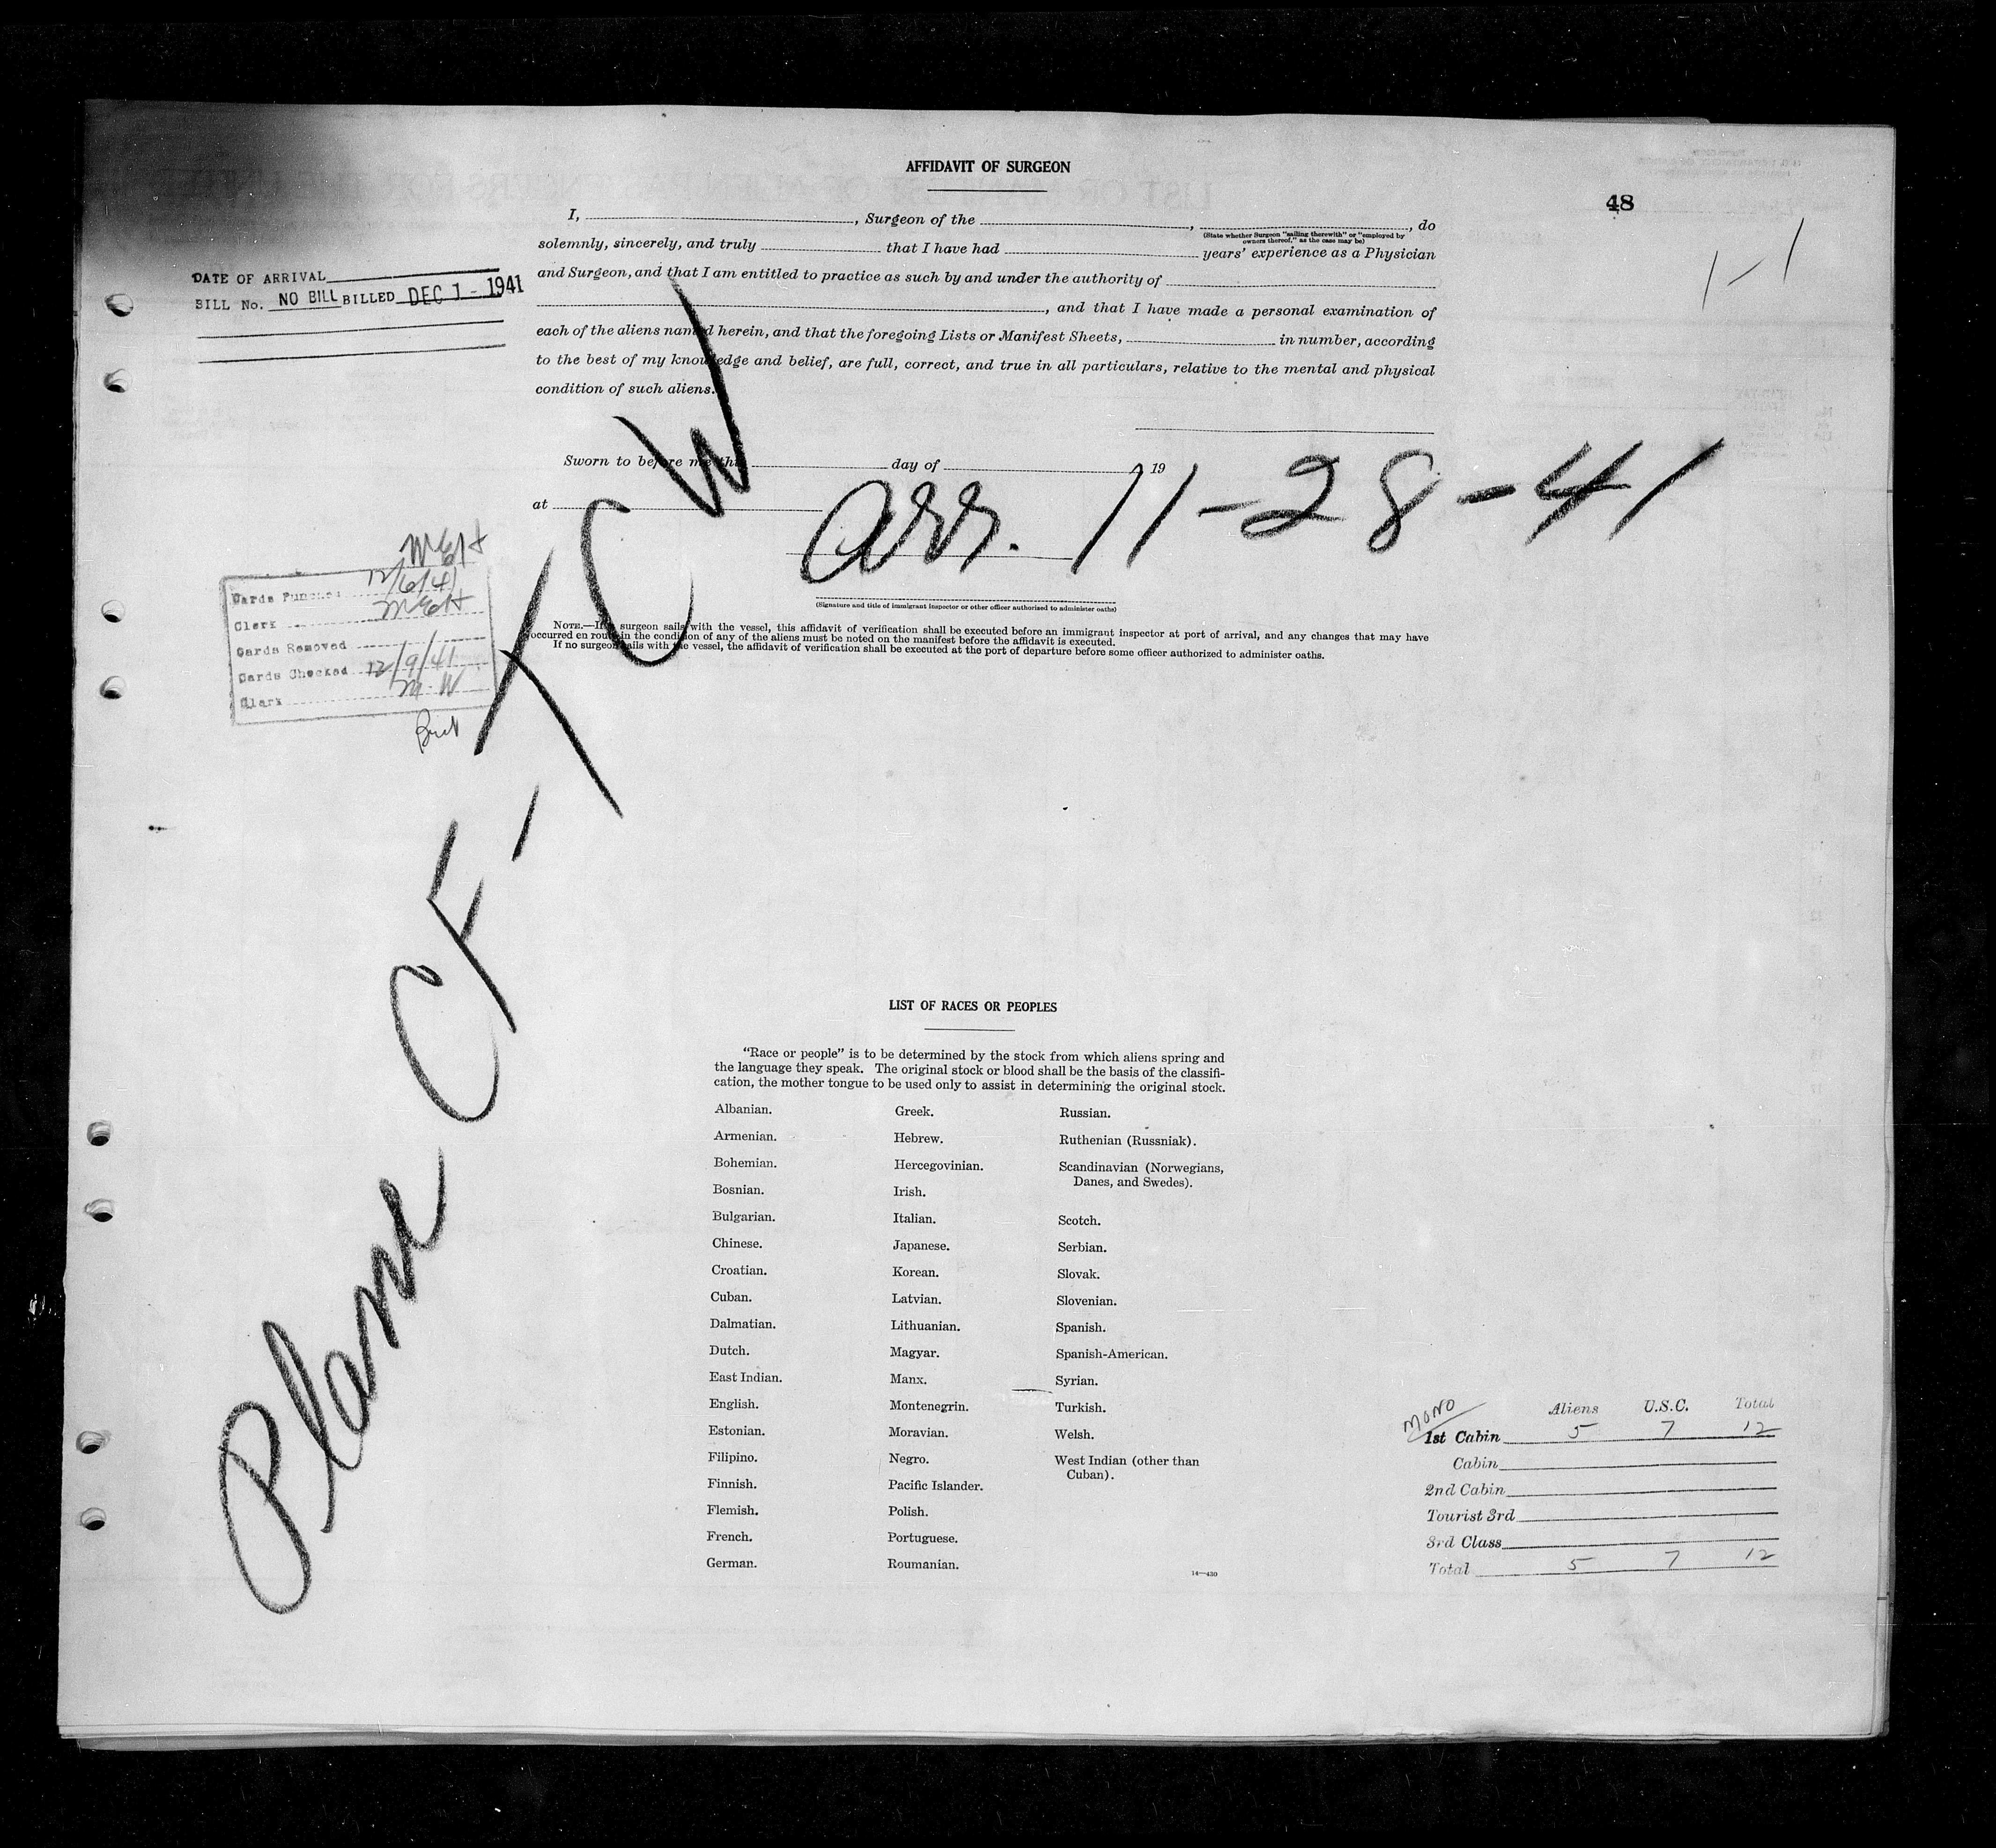 AFFIDAVIT OF SURGEON
48
1-1
I, , Surgeon of the , , do
(State whether Surgeon "sailing therewith" or "employed by
owners thereof," as the case may be)
solemnly, sincerely, and truly that I have had years' experience as a Physician
and Surgeon, and that I am entitled to practice as such by and under the authority of
, and that I have made a personal examination of
each of the aliens named herein, and that the foregoing Lists or Manifest Sheets, in number, according
to the best of my knowledge and belief, are full, correct, and true in all particulars, relative to the mental and physical
condition of such aliens.
DATE OF ARRIVAL
BILL No. NO BILL BILLED DEC 1 - 1941
Sworn to before me this day of , 19
at
arr. 11-28-41
(Signature and title of immigrant inspector or other officer authorized to administer oaths)
NOTE.—If a surgeon sails with the vessel, this affidavit of verification shall be executed before an immigrant inspector at port of arrival, and any changes that may have
occurred en route in the condition of any of the aliens must be noted on the manifest before the affidavit is executed.
If no surgeon sails with the vessel, the affidavit of verification shall be executed at the port of departure before some officer authorized to administer oaths.
Cards Punched 12/6/41
Clerk
Cards Removed
Cards Checked 12/9/41
Clerk M.W
Plane CF-XCW
LIST OF RACES OR PEOPLES
"Race or people" is to be determined by the stock from which aliens spring and
the language they speak. The original stock or blood shall be the basis of the classifi-
cation, the mother tongue to be used only to assist in determining the original stock.
Albanian.
Armenian.
Bohemian.
Bosnian.
Bulgarian.
Chinese.
Croatian.
Cuban.
Dalmatian.
Dutch.
East Indian.
English.
Estonian.
Filipino.
Finnish.
Flemish.
French.
German.
Greek.
Hebrew.
Hercegovinian.
Irish.
Italian.
Japanese.
Korean.
Latvian.
Lithuanian.
Magyar.
Manx.
Montenegrin.
Moravian.
Negro.
Pacific Islander.
Polish.
Portuguese.
Roumanian.
Russian.
Ruthenian (Russniak).
Scandinavian (Norwegians,
Danes, and Swedes).
Scotch.
Serbian.
Slovak.
Slovenian.
Spanish.
Spanish-American.
Syrian.
Turkish.
Welsh.
West Indian (other than
Cuban).
14—430
MONO
Aliens U.S.C. Total
1st Cabin 5 7 12
Cabin
2nd Cabin
Tourist 3rd
3rd Class
Total 5 7 12